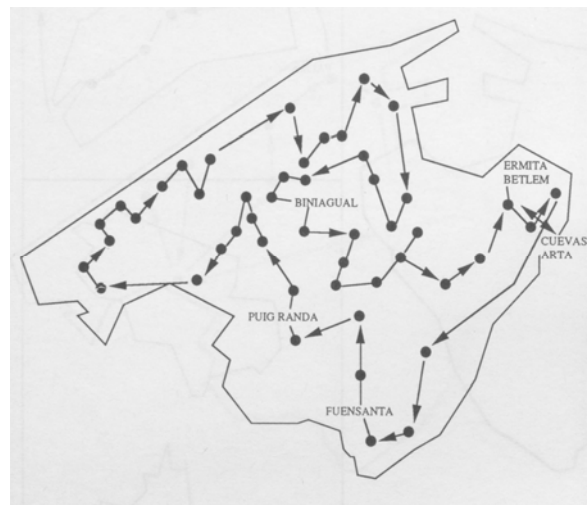 ERMITA
BETLEM
BINIAGUAL
CUEVAS
ARTA
PUIG RANDA
FUENSANTA